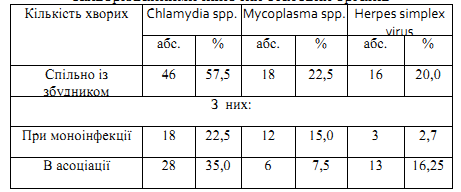 Кількість хворих Chlamydia spp. Mycoplasma spp. Herpes simplex virus
абс. % абс. % абс. %
Спільно із збудником 46 57,5 18 22,5 16 20,0
З них:
При моноінфекції 18 22,5 12 15,0 3 2,7
В асоціації 28 35,0 6 7,5 13 16,25